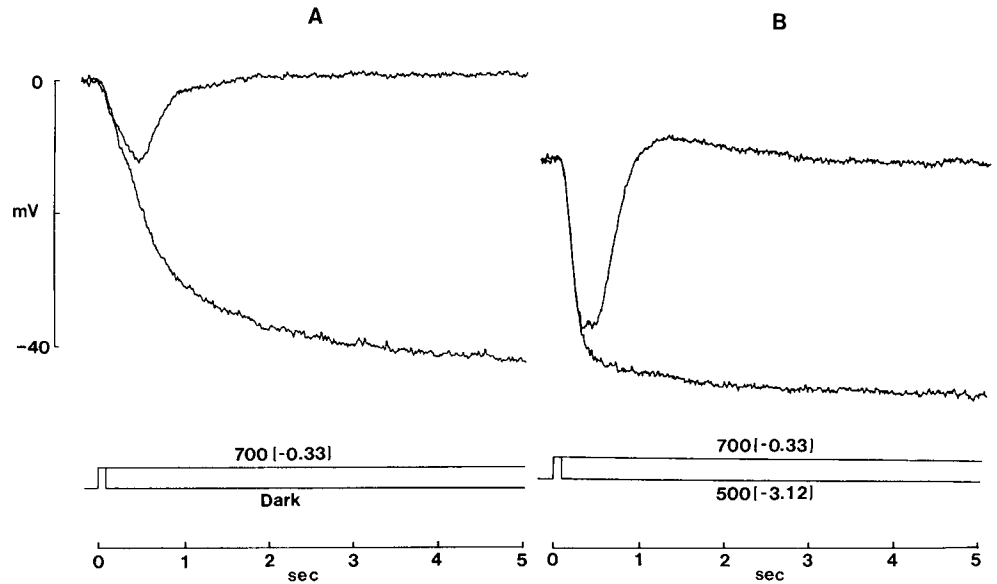 A
B
0
mV
−40
700 [-0.33]
Dark
700 [-0.33]
500 [-3.12]
0 1 2 3 4 5
sec
0 1 2 3 4 5
sec